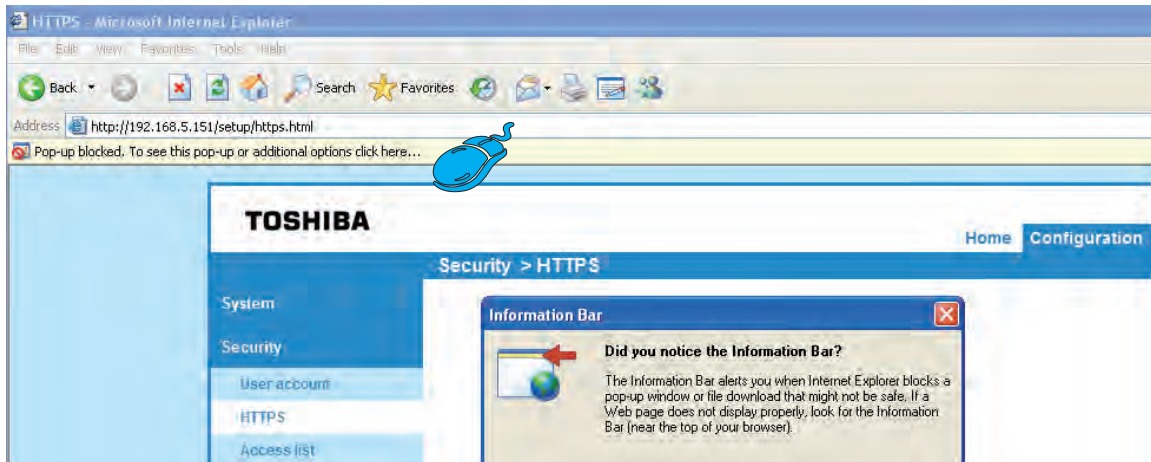 HTTPS - Microsoft Internet Explorer
File Edit View Favorites Tools Help
Back Search Favorites
Address http://192.168.5.151/setup/https.html
Pop-up blocked. To see this pop-up or additional options click here...
TOSHIBA
Home Configuration
Security > HTTPS
System
Information Bar
Security
Did you notice the Information Bar?
The Information Bar alerts you when Internet Explorer blocks a
pop-up window or file download that might not be safe. If a
Web page does not display properly, look for the Information
Bar (near the top of your browser).
User account
HTTPS
Access list